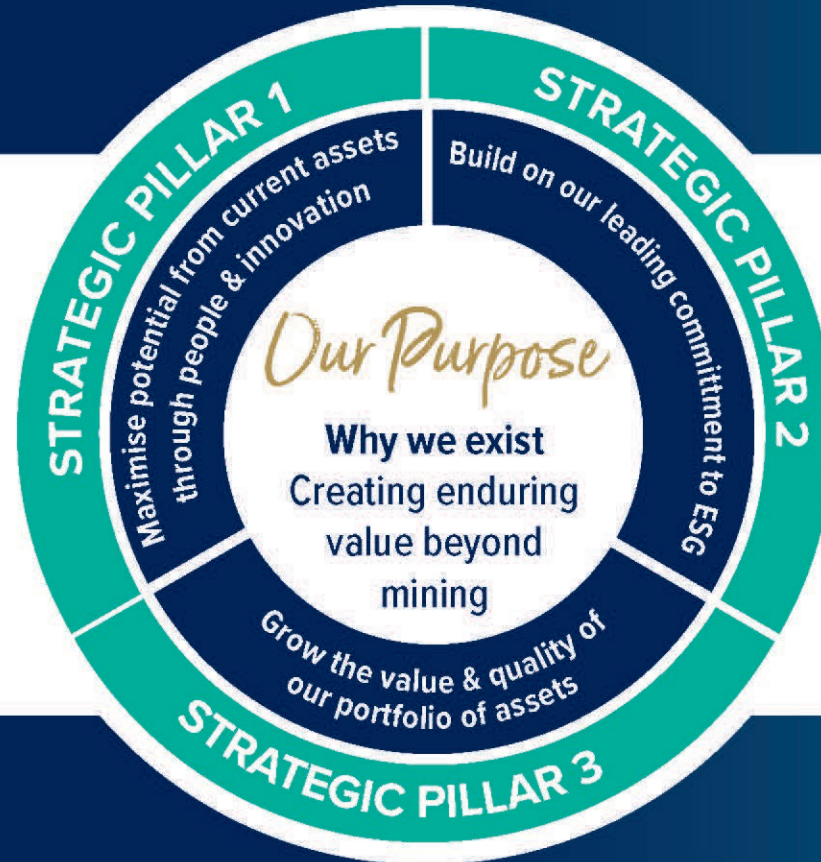 STRATEGIC PILLAR 1
Maximise potential from current assets
through people & innovation
STRATEGIC PILLAR 2
Build on our leading committment to ESG
Our Purpose
Why we exist
Creating enduring
value beyond
mining
Grow the value & quality of
our portfolio of assets
STRATEGIC PILLAR 3